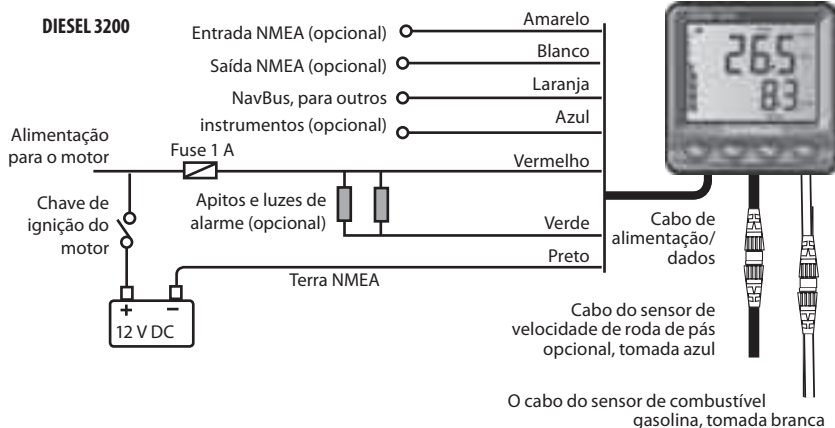 DIESEL 3200
Entrada NMEA (opcional)
Amarelo
Saída NMEA (opcional)
Blanco
NavBus, para outros
instrumentos (opcional)
Laranja
Azul
Alimentação
para o motor
Fuse 1 A
Vermelho
Chave de
ignição do
motor
Apitos e luzes de
alarme (opcional)
Verde
Preto
Terra NMEA
+ −
12 V DC
26.5
8.3
Cabo de
alimentação/
dados
Cabo do sensor de
velocidade de roda de pás
opcional, tomada azul
O cabo do sensor de combustível
gasolina, tomada branca